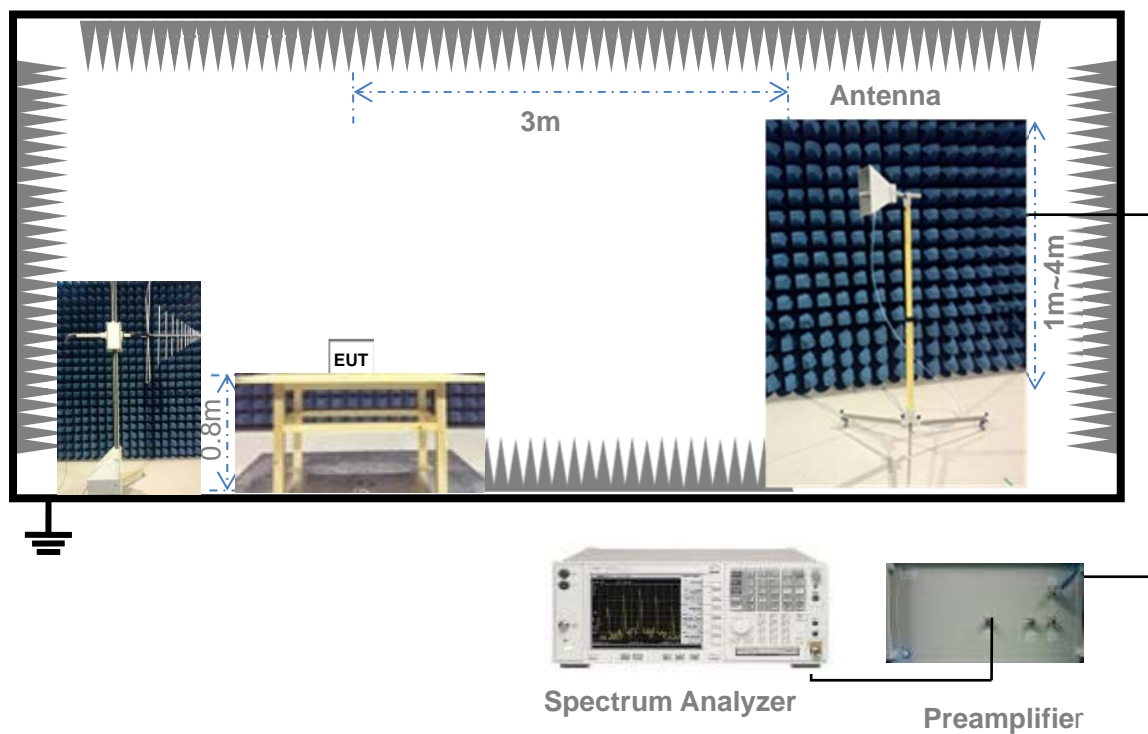 Antenna
3m
1m~4m
EUT
0.8m
Spectrum Analyzer
Preamplifier